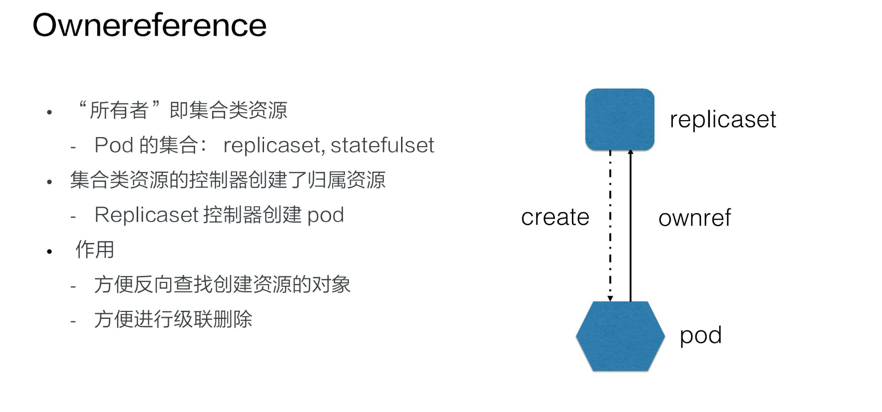 Ownereference
• “所有者”即集合类资源
- Pod 的集合： replicaset, statefulset
• 集合类资源的控制器创建了归属资源
- Replicaset 控制器创建 pod
• 作用
- 方便反向查找创建资源的对象
- 方便进行级联删除
replicaset
create
ownref
pod